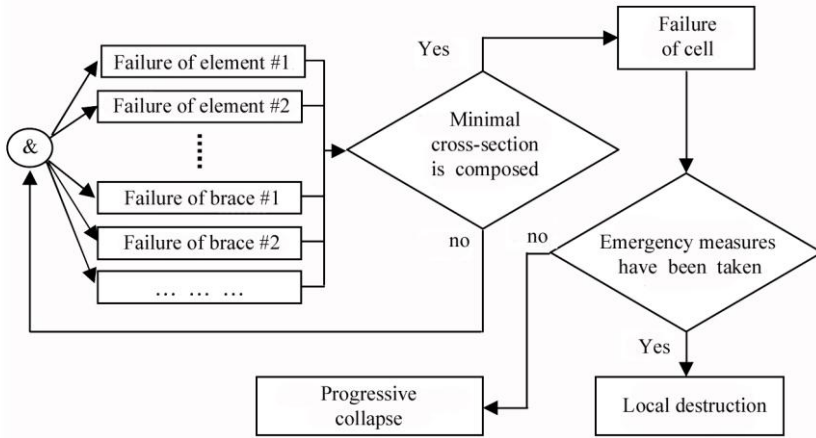 &
Failure of element #1
Failure of element #2
Failure of brace #1
Failure of brace #2
... ... ...
Yes
Minimal
cross-section
is composed
no
Failure
of cell
no
Emergency measures
have been taken
Yes
Progressive
collapse
Local destruction